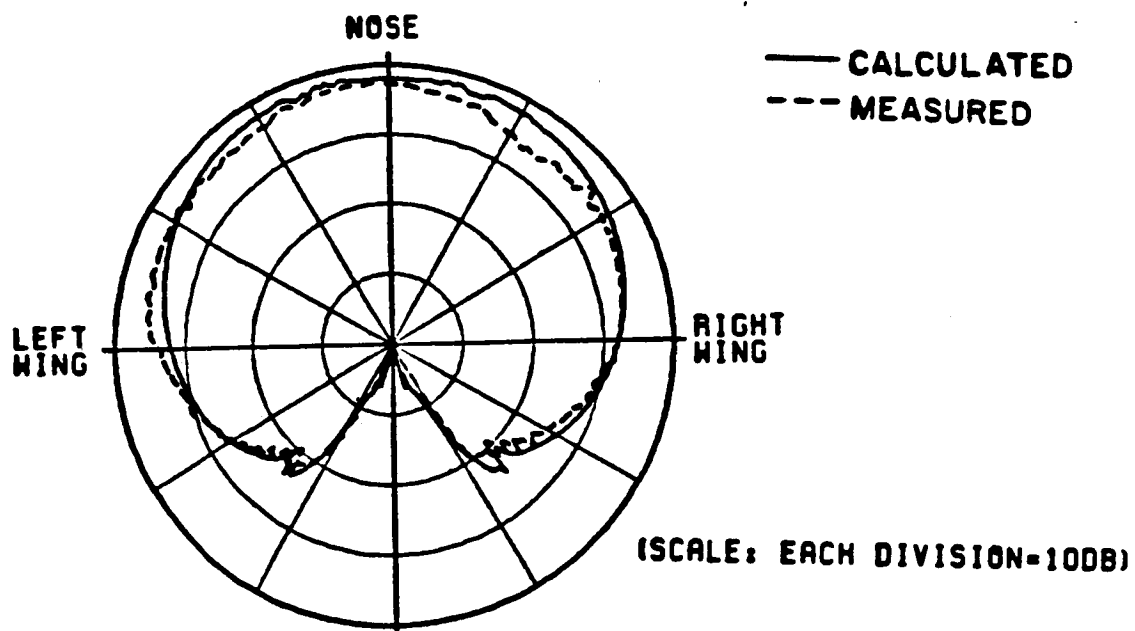 NOSE
CALCULATED
MEASURED
LEFT
WING
RIGHT
WING
(SCALE: EACH DIVISION=10DB)